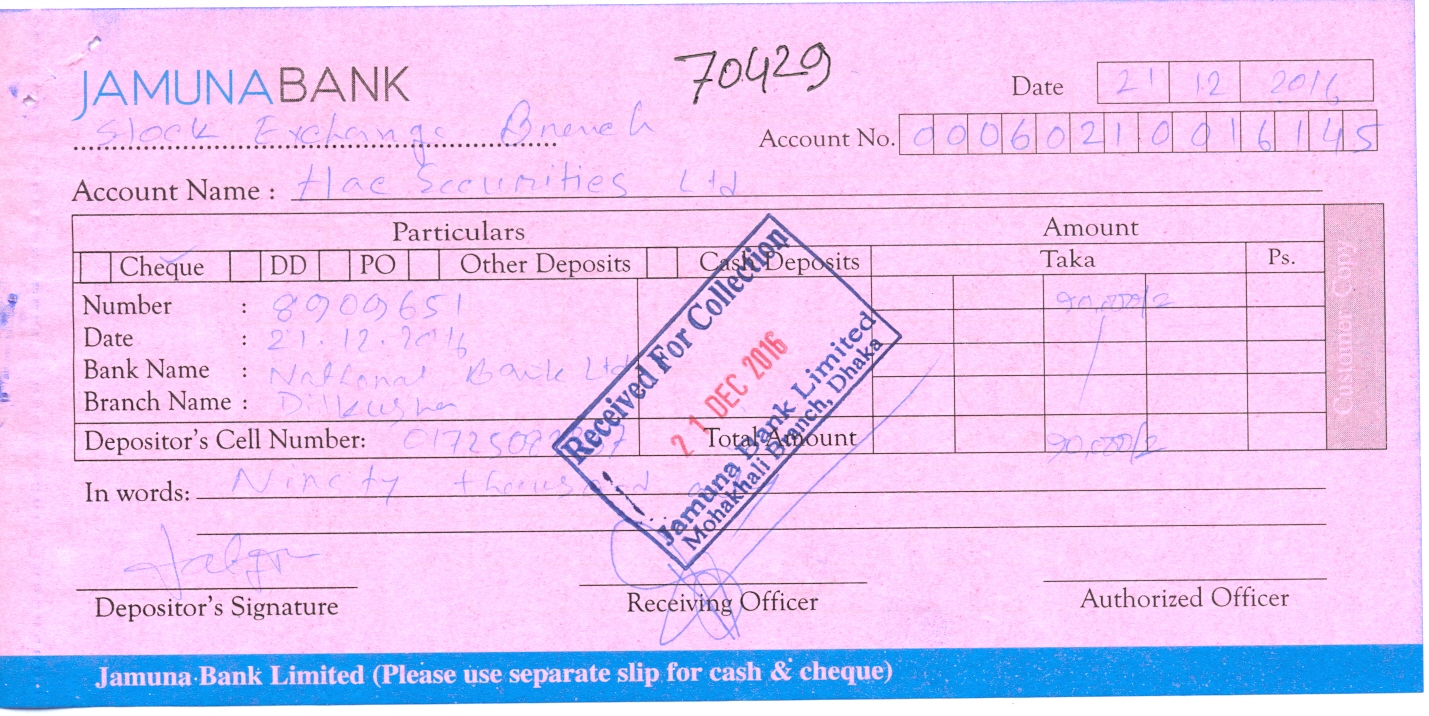 JAMUNABANK
70429
Date 21 12 2016
Stock Exchange Branch
Account No. 0006021001 6145
Account Name : Hac Securities Ltd
Particulars Amount
Cheque DD PO Other Deposits Cash Deposits Taka Ps.
Number : 8909651 90,000/=
Date : 21.12.2016
Bank Name : National Bank Ltd
Branch Name : Dilkusha
Depositor's Cell Number: Total Amount 90,000/=
Customer Copy
Received For Collection
21 DEC 2016
Jamuna Bank Limited
Mohakhali Branch, Dhaka
In words: Ninety thousand
Depositor's Signature Receiving Officer Authorized Officer
Jamuna Bank Limited (Please use separate slip for cash & cheque)